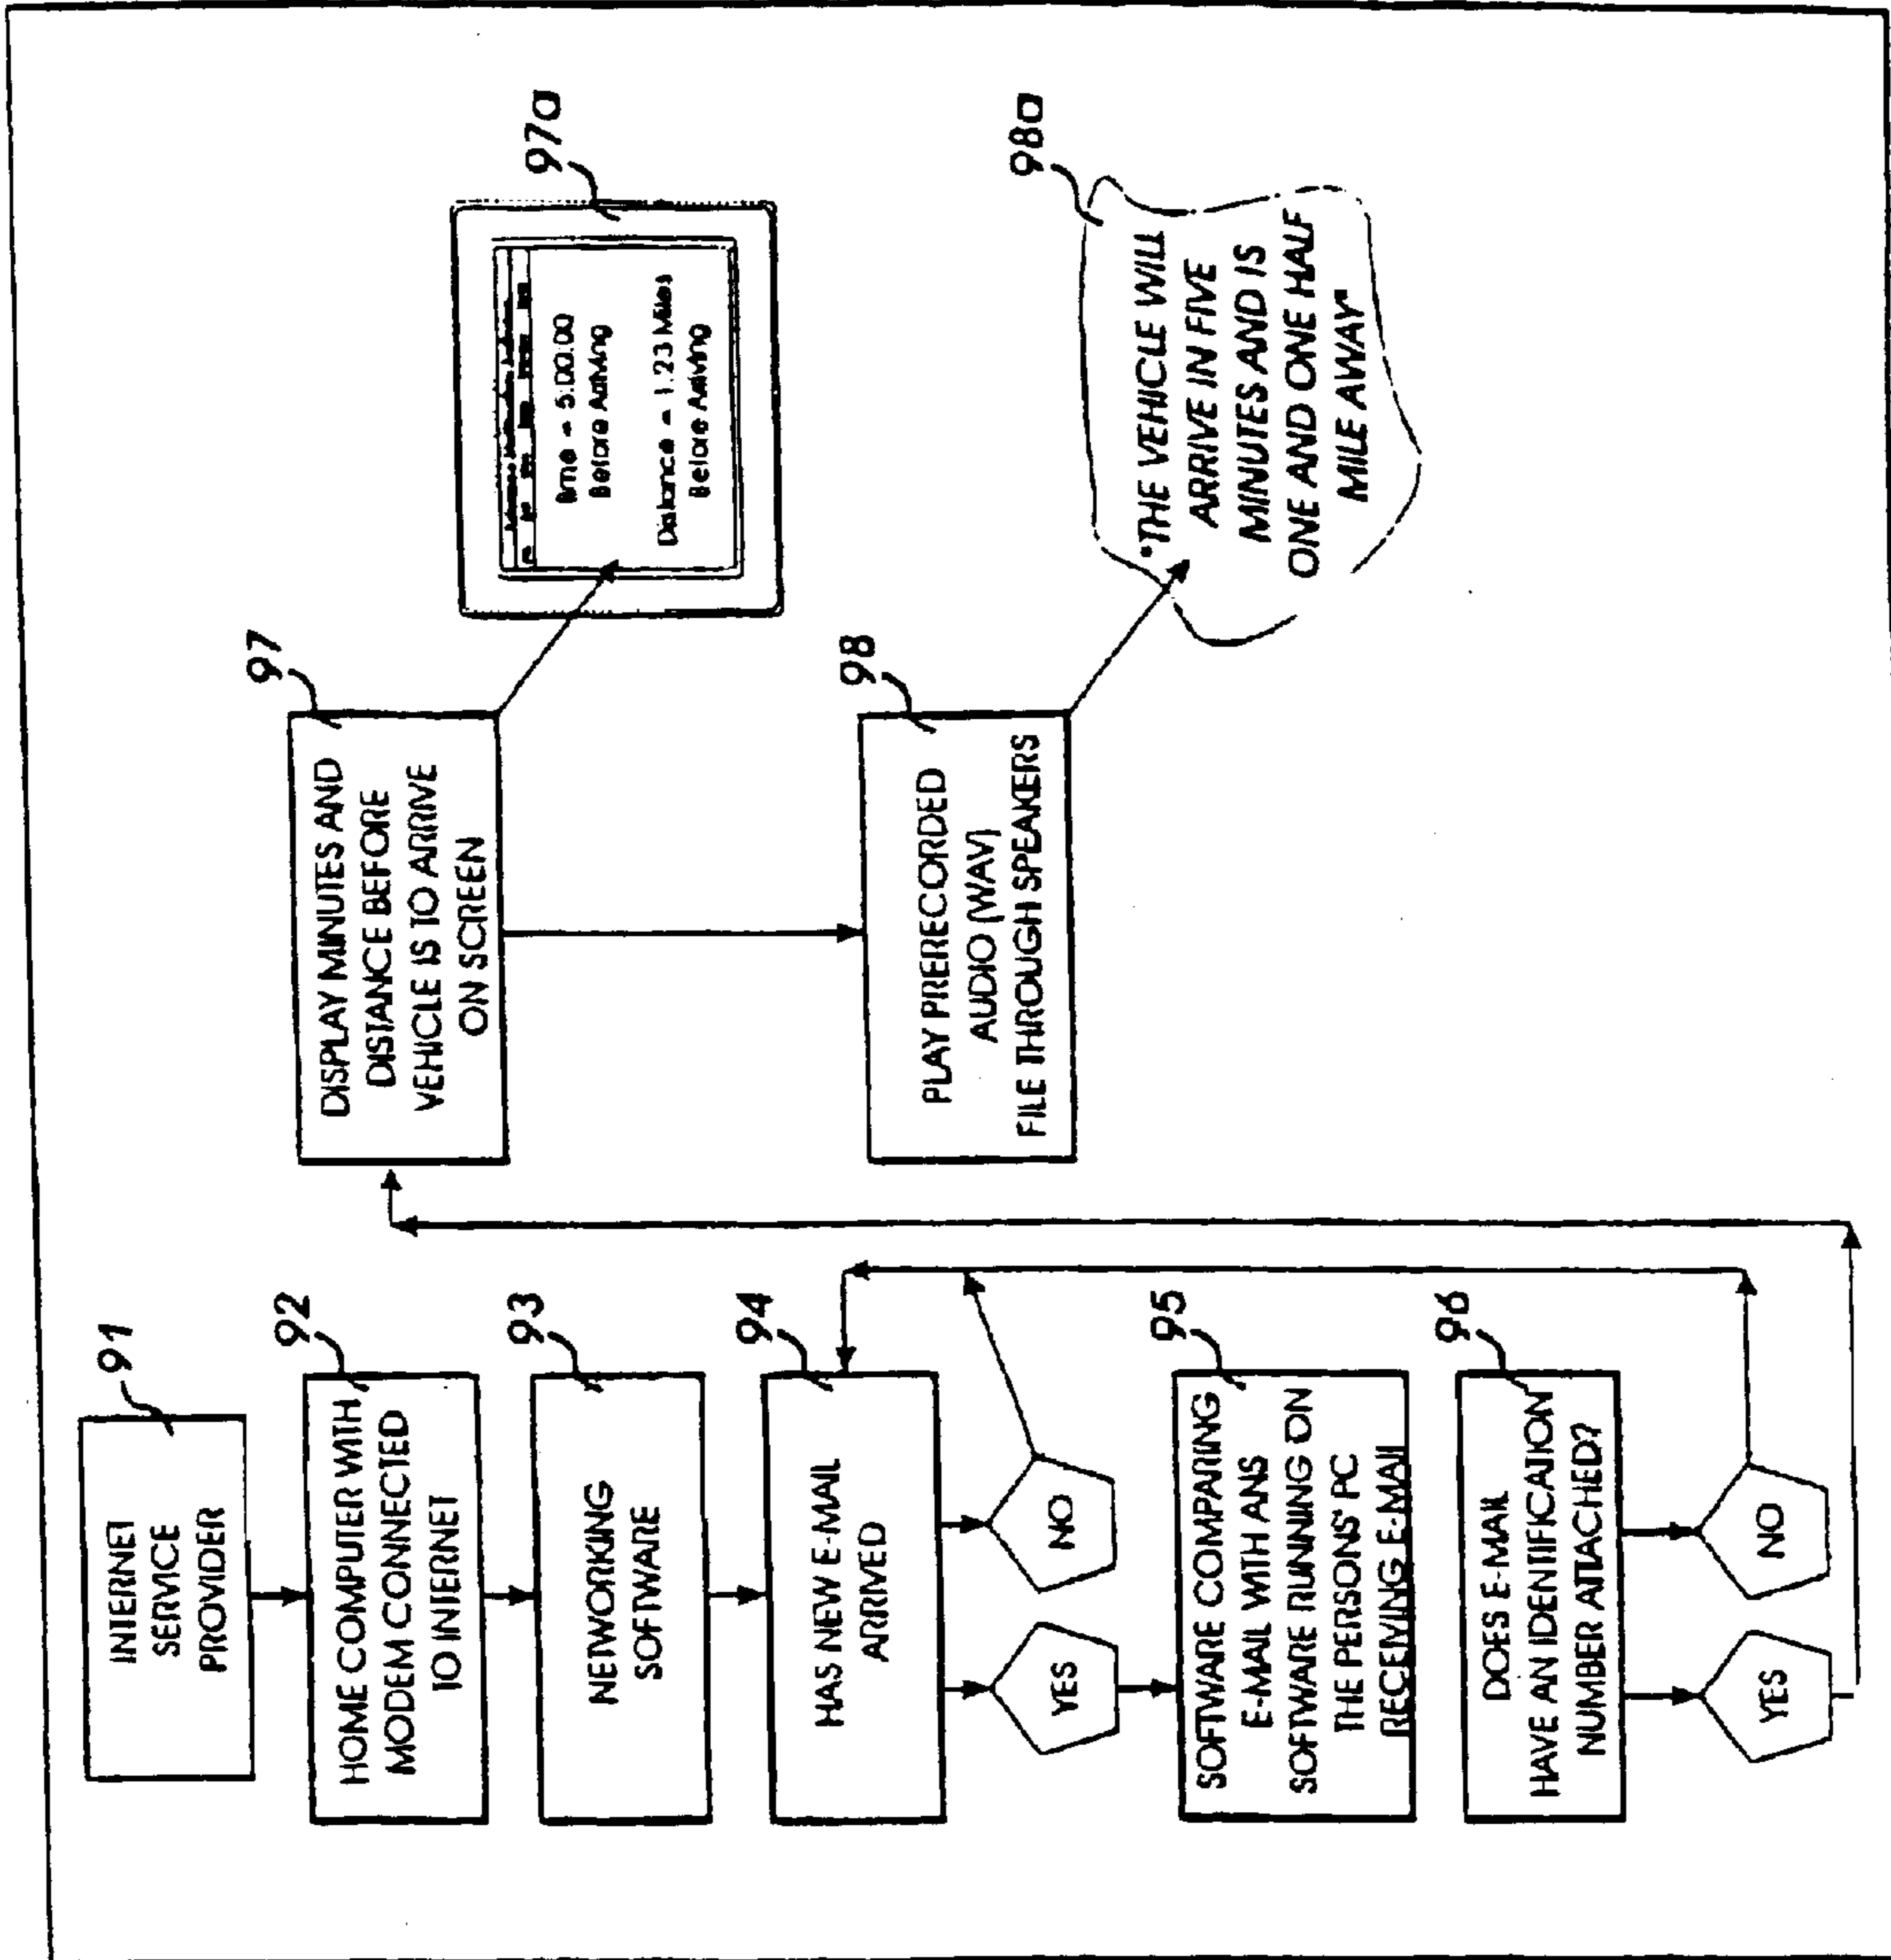 91
INTERNET
SERVICE
PROVIDER
92
HOME COMPUTER WITH
MODEM CONNECTED
TO INTERNET
93
NETWORKING
SOFTWARE
94
HAS NEW E-MAIL
ARRIVED
YES
NO
95
SOFTWARE COMPARING
E-MAIL WITH ANS
SOFTWARE RUNNING ON
THE PERSONS' PC
RECEIVING E-MAIL
96
DOES E-MAIL
HAVE AN IDENTIFICATION
NUMBER ATTACHED?
YES
NO
97
DISPLAY MINUTES AND
DISTANCE BEFORE
VEHICLE IS TO ARRIVE
ON SCREEN
97a
Time = 5:00:00
Before Arriving
Distance = 1.23 Miles
Before Arriving
98
PLAY PRERECORDED
AUDIO (WAV)
FILE THROUGH SPEAKERS
98a
"THE VEHICLE WILL
ARRIVE IN FIVE
MINUTES AND IS
ONE AND ONE HALF
MILE AWAY"